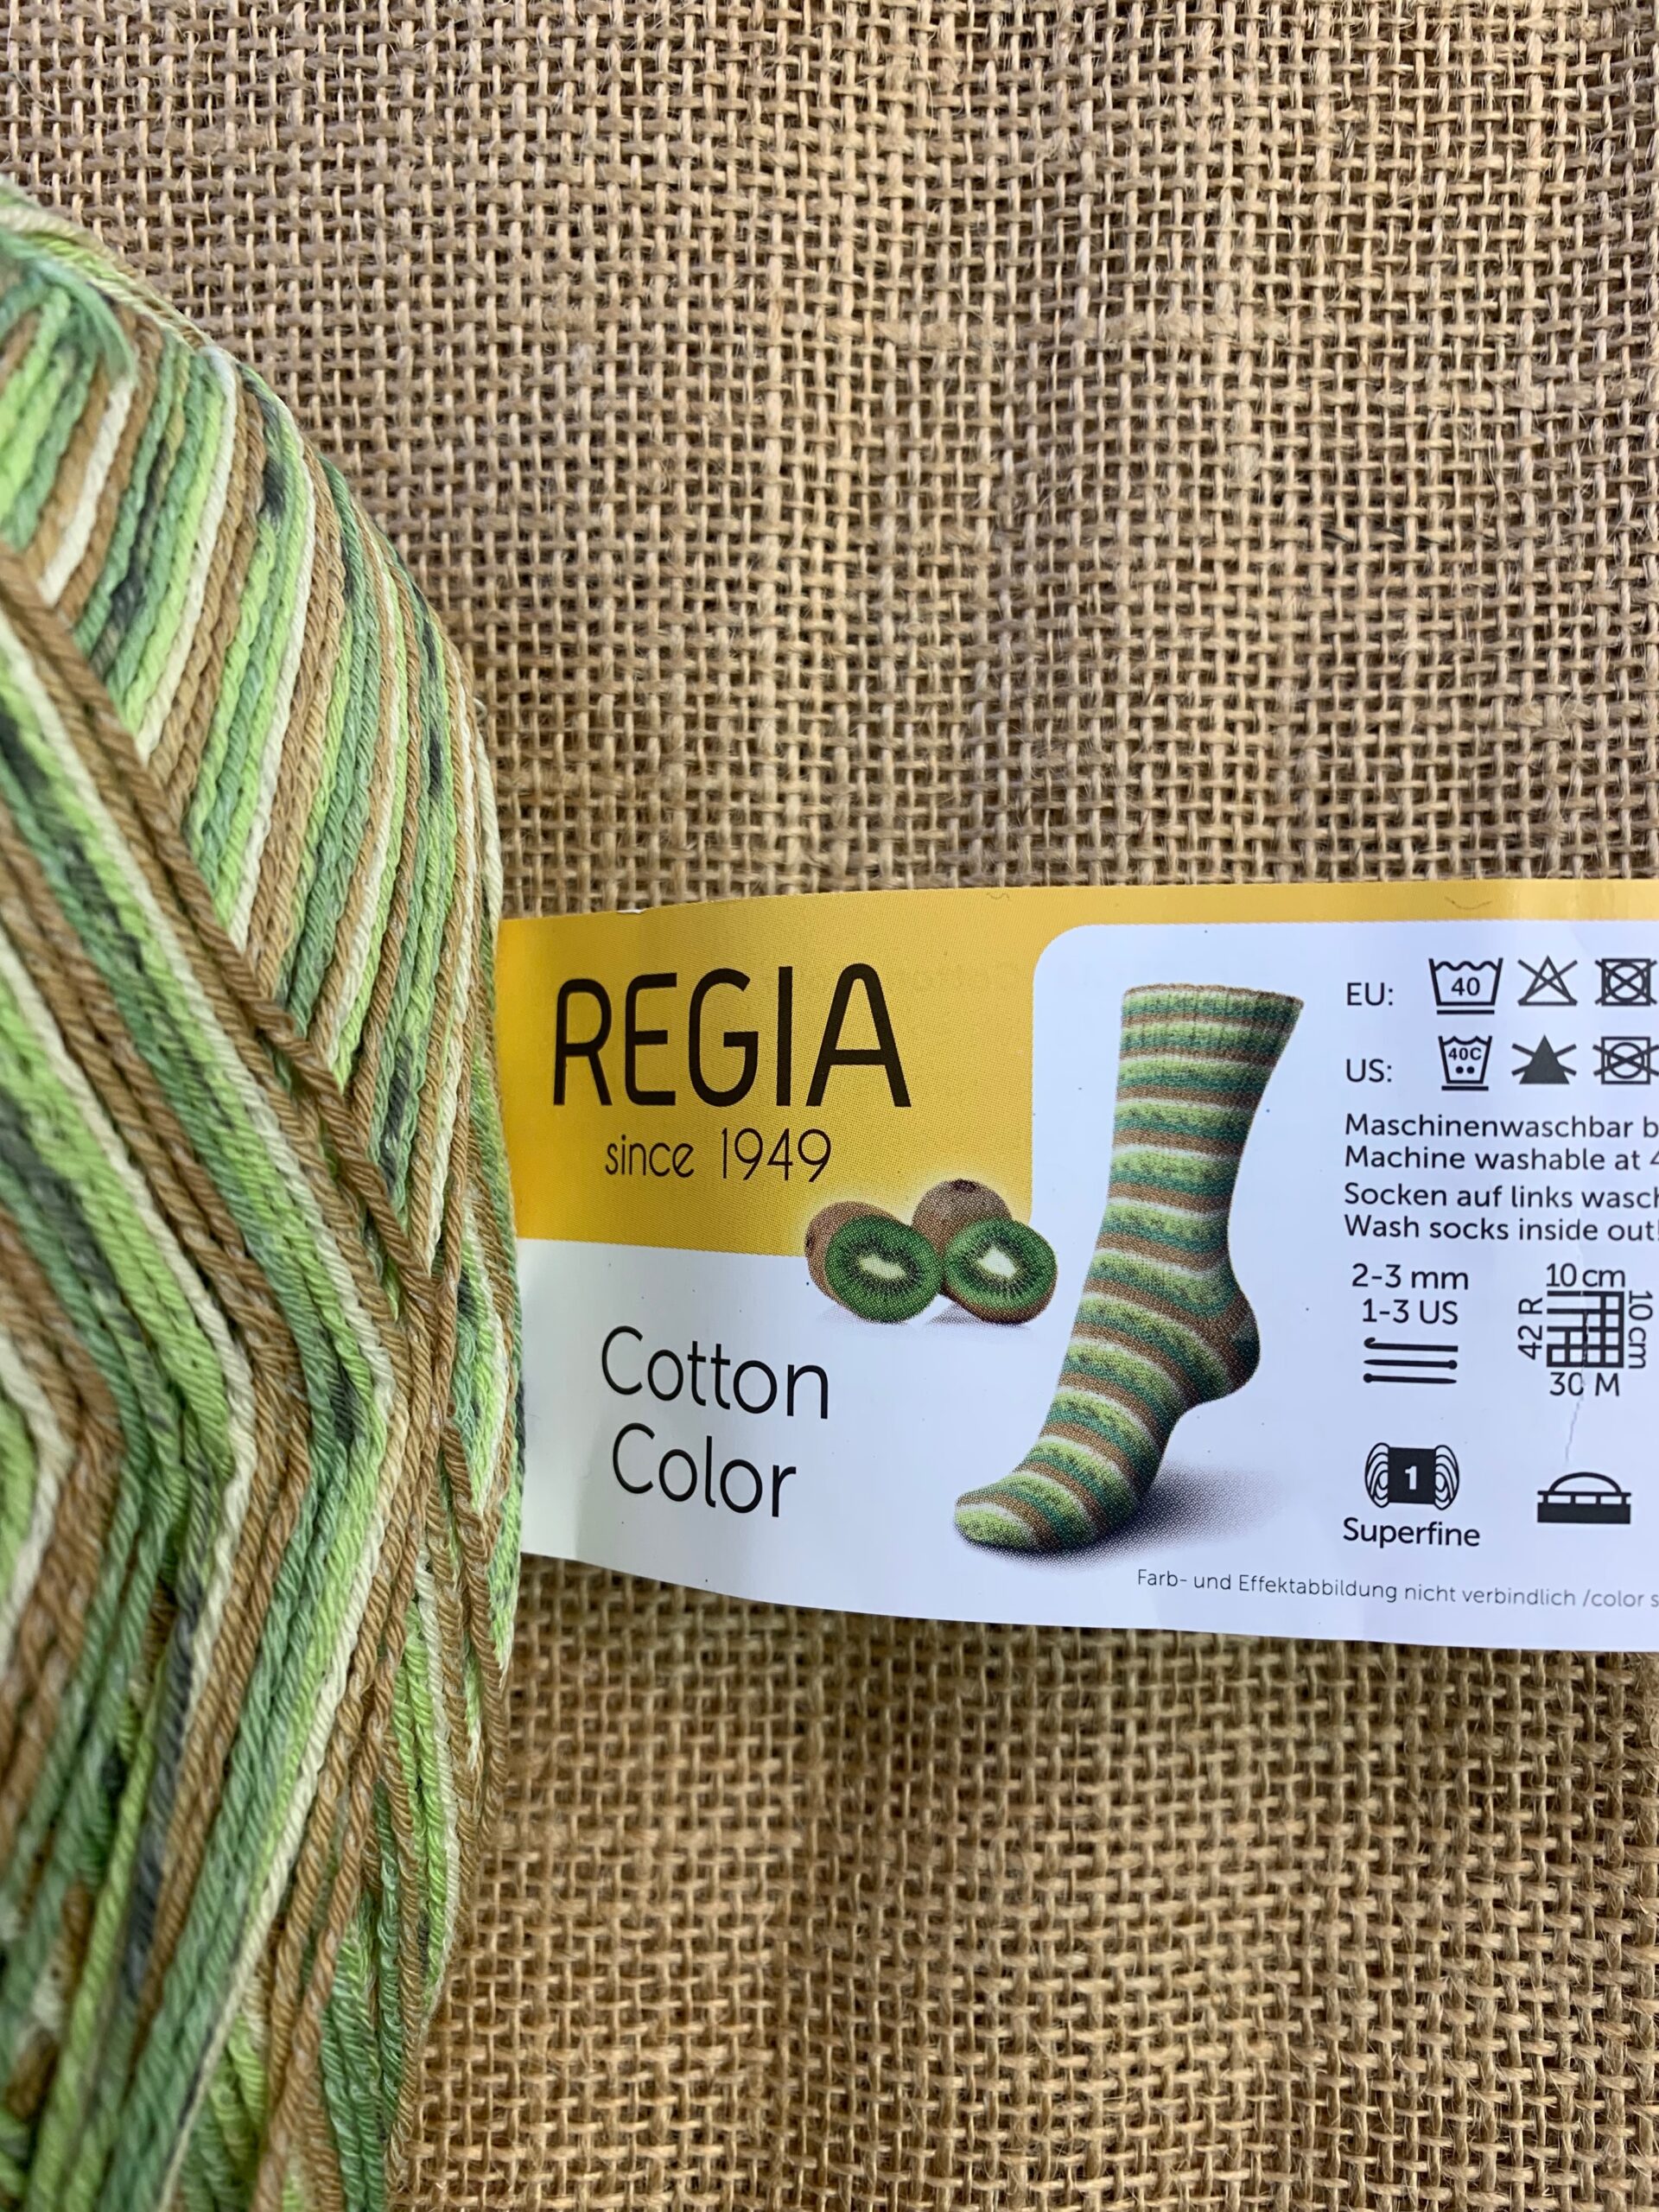 REGIA
since 1949
Cotton
Color
EU: 40
US: 40C
Maschinenwaschbar
Machine washable at
Socken auf links
Wash socks inside out!
2-3 mm
1-3 US
10 cm
42 R
10 cm
30 M
1
Superfine
Farb- und Effektabbildung nicht verbindlich /color